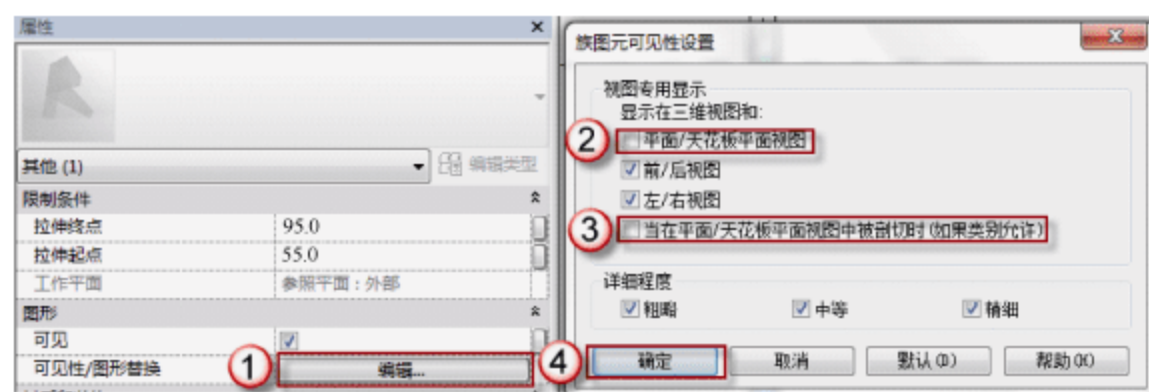 属性
其他 (1)
编辑类型
限制条件
拉伸终点 95.0
拉伸起点 55.0
工作平面 参照平面 : 外部
图形
可见
可见性/图形替换 1 编辑...
族图元可见性设置
视图专用显示
显示在三维视图和:
2 平面/天花板平面视图
前/后视图
左/右视图
3 当在平面/天花板平面视图中被剖切时(如果类别允许)
详细程度
粗略 中等 精细
4 确定 取消 默认(D) 帮助(H)